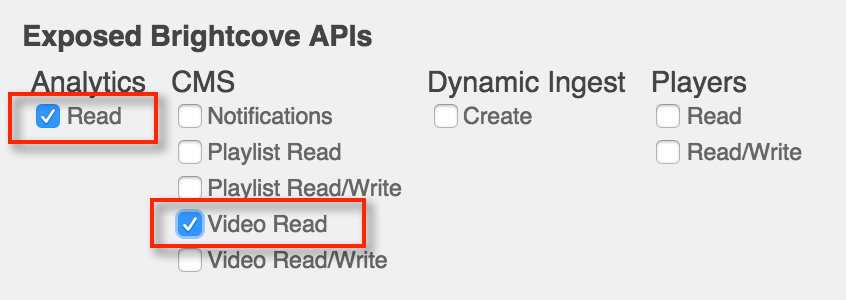 Exposed Brightcove APIs
Analytics CMS Dynamic Ingest Players
Read Notifications Create Read
Playlist Read Read/Write
Playlist Read/Write
Video Read
Video Read/Write